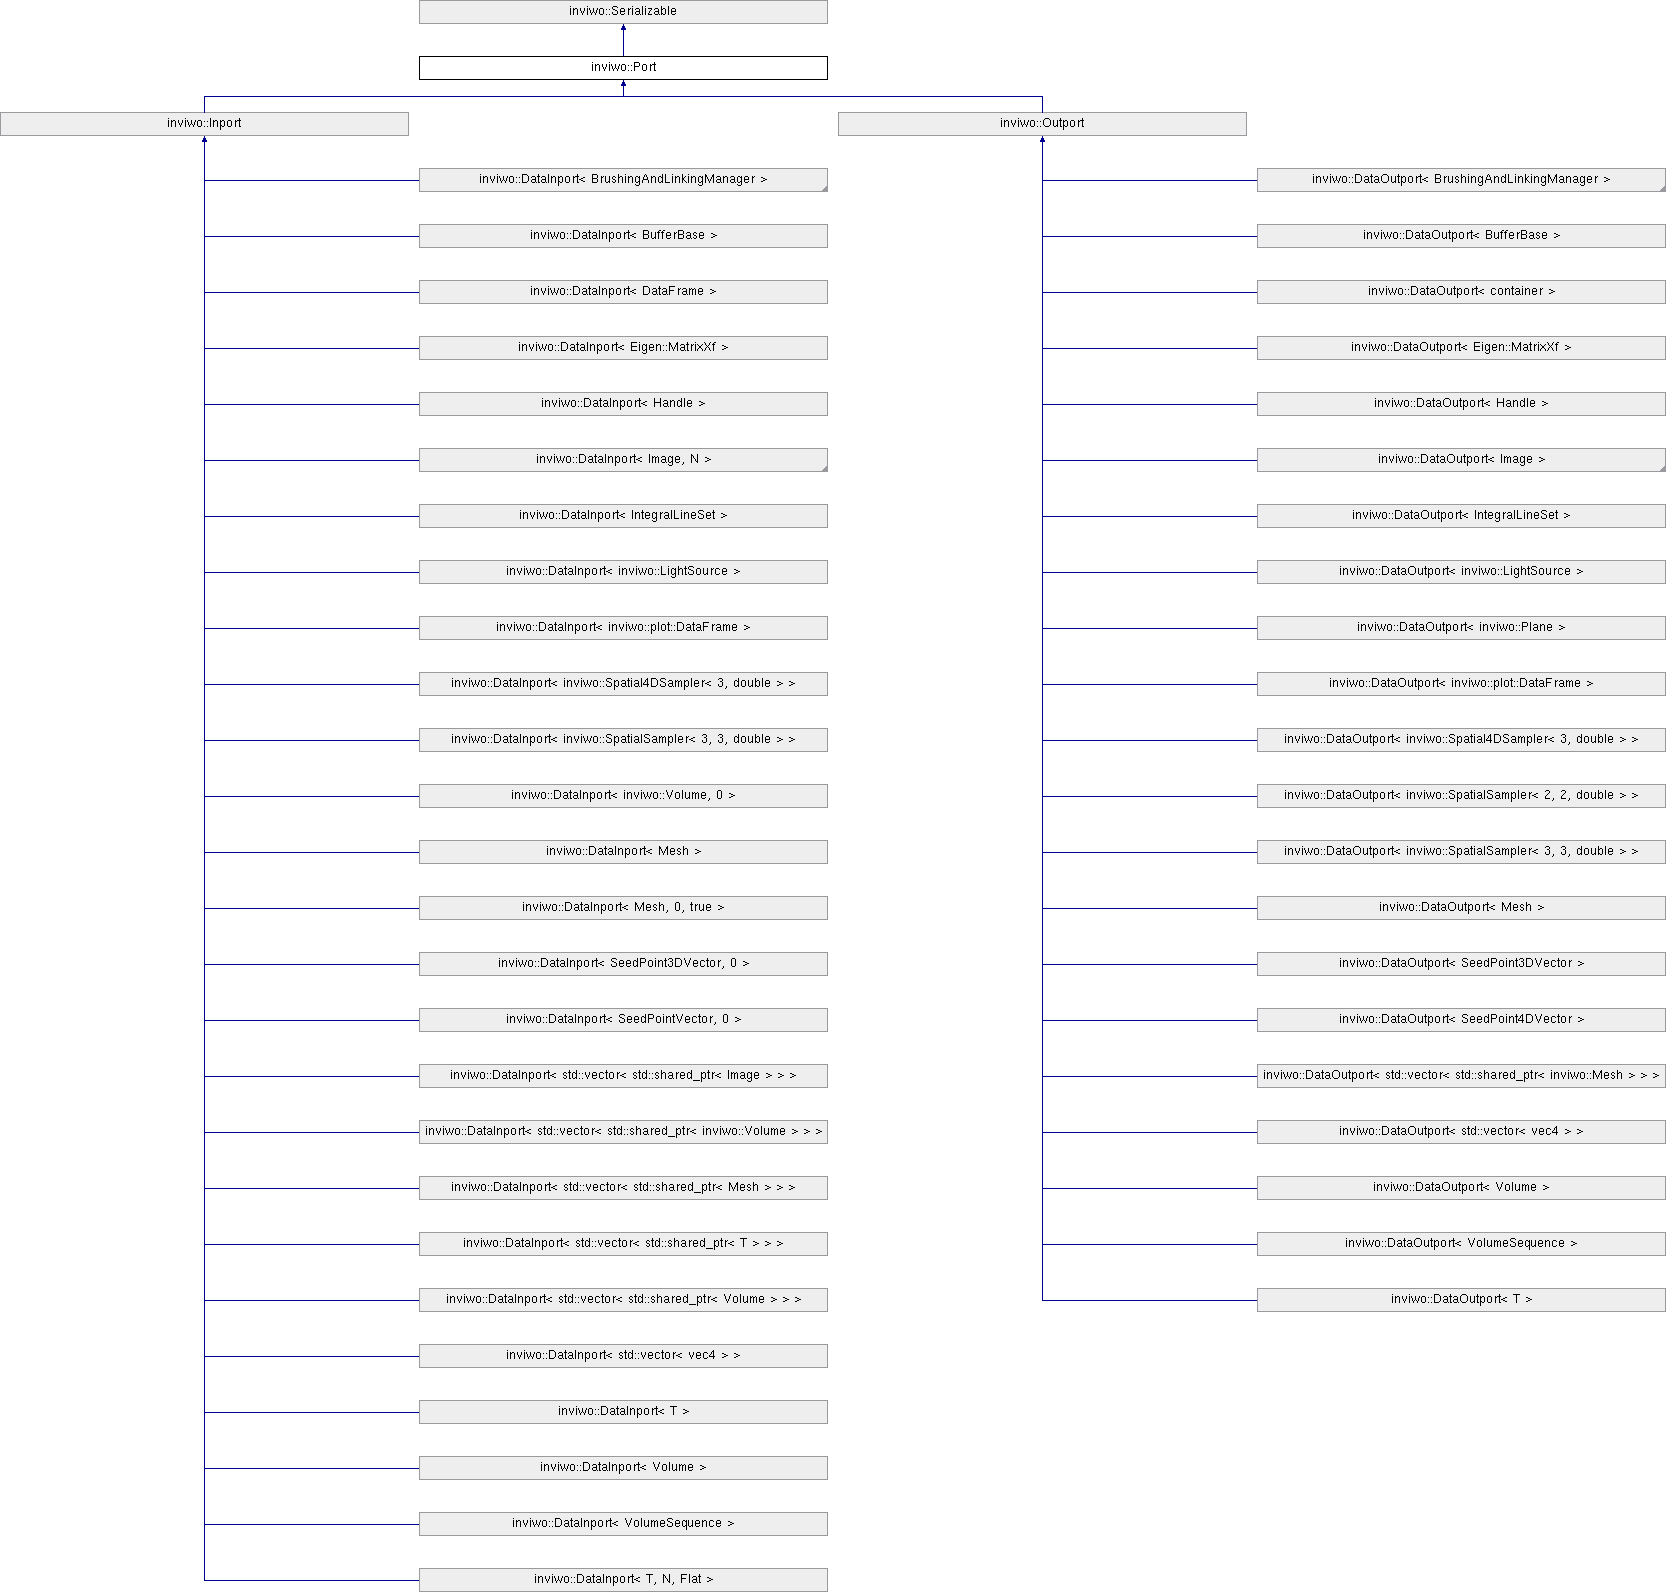 inviwo::Serializable
inviwo::Port
inviwo::Inport
inviwo::Outport
inviwo::DataInport< BrushingAndLinkingManager >
inviwo::DataOutport< BrushingAndLinkingManager >
inviwo::DataInport< BufferBase >
inviwo::DataOutport< BufferBase >
inviwo::DataInport< DataFrame >
inviwo::DataOutport< container >
inviwo::DataInport< Eigen::MatrixXf >
inviwo::DataOutport< Eigen::MatrixXf >
inviwo::DataInport< Handle >
inviwo::DataOutport< Handle >
inviwo::DataInport< Image, N >
inviwo::DataOutport< Image >
inviwo::DataInport< IntegralLineSet >
inviwo::DataOutport< IntegralLineSet >
inviwo::DataInport< inviwo::LightSource >
inviwo::DataOutport< inviwo::LightSource >
inviwo::DataInport< inviwo::plot::DataFrame >
inviwo::DataOutport< inviwo::Plane >
inviwo::DataInport< inviwo::Spatial4DSampler< 3, double > >
inviwo::DataOutport< inviwo::plot::DataFrame >
inviwo::DataInport< inviwo::SpatialSampler< 3, 3, double > >
inviwo::DataOutport< inviwo::Spatial4DSampler< 3, double > >
inviwo::DataInport< inviwo::Volume, 0 >
inviwo::DataOutport< inviwo::SpatialSampler< 2, 2, double > >
inviwo::DataInport< Mesh >
inviwo::DataOutport< inviwo::SpatialSampler< 3, 3, double > >
inviwo::DataInport< Mesh, 0, true >
inviwo::DataOutport< Mesh >
inviwo::DataInport< SeedPoint3DVector, 0 >
inviwo::DataOutport< SeedPoint3DVector >
inviwo::DataInport< SeedPointVector, 0 >
inviwo::DataOutport< SeedPoint4DVector >
inviwo::DataInport< std::vector< std::shared_ptr< Image > > >
inviwo::DataOutport< std::vector< std::shared_ptr< inviwo::Mesh > > >
inviwo::DataInport< std::vector< std::shared_ptr< inviwo::Volume > > >
inviwo::DataOutport< std::vector< vec4 > >
inviwo::DataInport< std::vector< std::shared_ptr< Mesh > > >
inviwo::DataOutport< Volume >
inviwo::DataInport< std::vector< std::shared_ptr< T > > >
inviwo::DataOutport< VolumeSequence >
inviwo::DataInport< std::vector< std::shared_ptr< Volume > > >
inviwo::DataOutport< T >
inviwo::DataInport< std::vector< vec4 > >
inviwo::DataInport< T >
inviwo::DataInport< Volume >
inviwo::DataInport< VolumeSequence >
inviwo::DataInport< T, N, Flat >